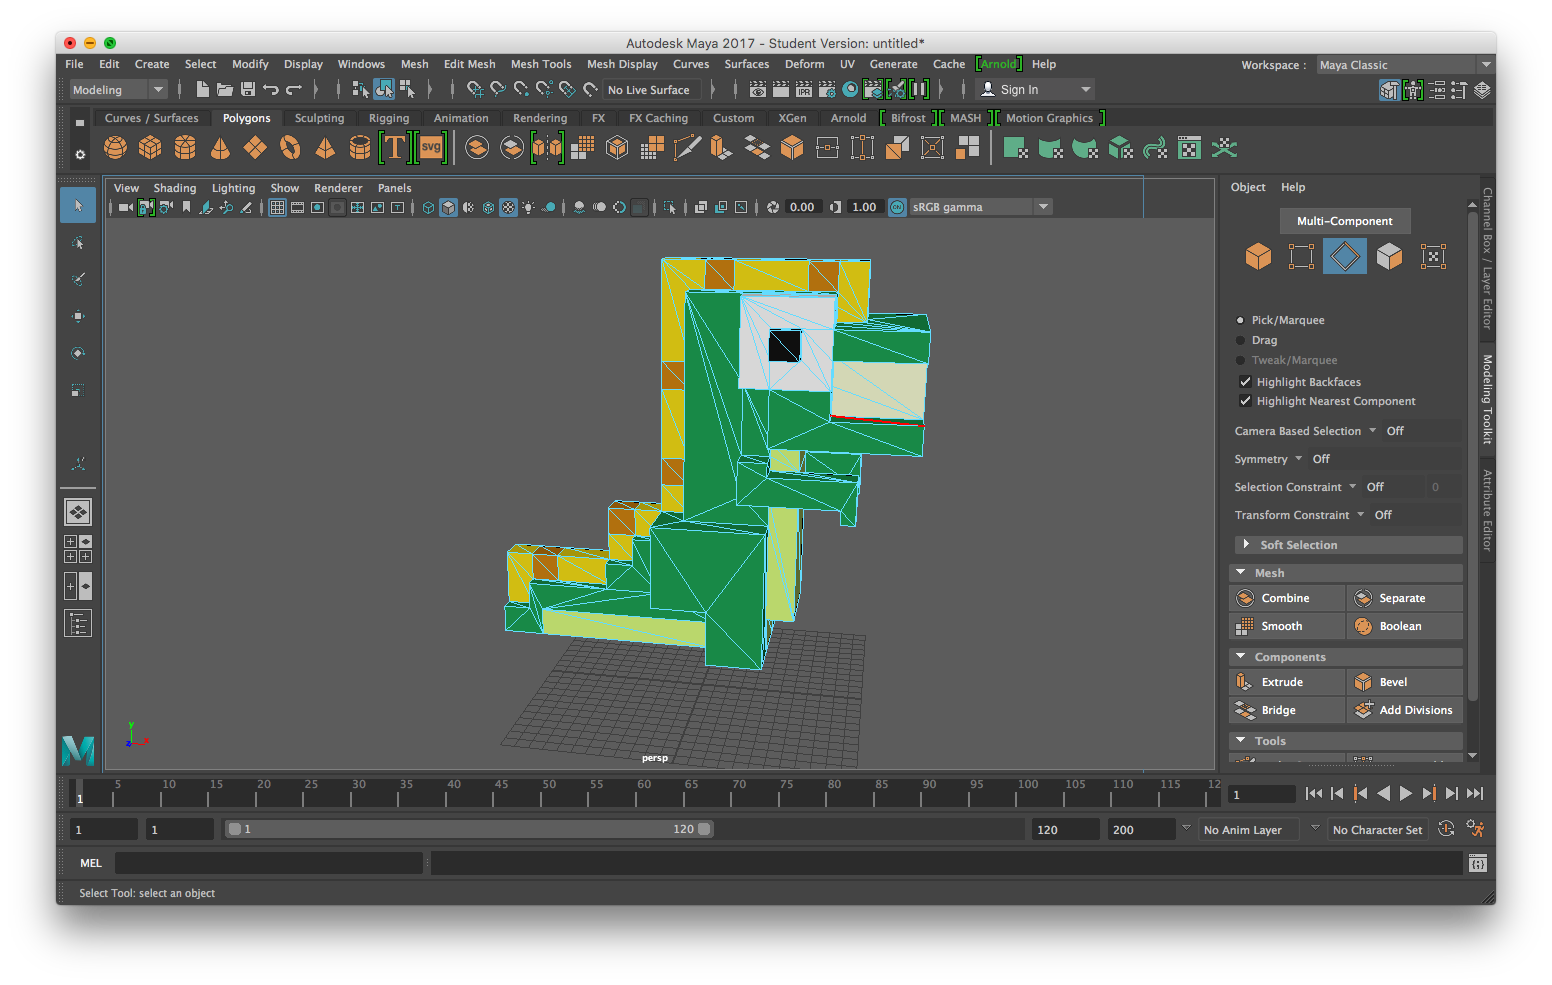 Autodesk Maya 2017 - Student Version: untitled*
File Edit Create Select Modify Display Windows Mesh Edit Mesh Mesh Tools Mesh Display Curves Surfaces Deform UV Generate Cache [Arnold] Help Workspace : Maya Classic
Modeling No Live Surface IPR Sign In
Curves / Surfaces Polygons Sculpting Rigging Animation Rendering FX FX Caching Custom XGen Arnold Bifrost MASH Motion Graphics
T svg
View Shading Lighting Show Renderer Panels
0.00 1.00 ON sRGB gamma
Object Help
Multi-Component
Pick/Marquee
Drag
Tweak/Marquee
Highlight Backfaces
Highlight Nearest Component
Camera Based Selection Off
Symmetry Off
Selection Constraint Off 0
Transform Constraint Off
Soft Selection
Mesh
Combine Separate
Smooth Boolean
Components
Extrude Bevel
Bridge Add Divisions
Tools
Channel Box / Layer Editor
Modeling Toolkit
Attribute Editor
y
z x
persp
M
1 5 10 15 20 25 30 35 40 45 50 55 60 65 70 75 80 85 90 95 100 105 110 115 12 1
1 1 1 120 120 200 No Anim Layer No Character Set
MEL
Select Tool: select an object